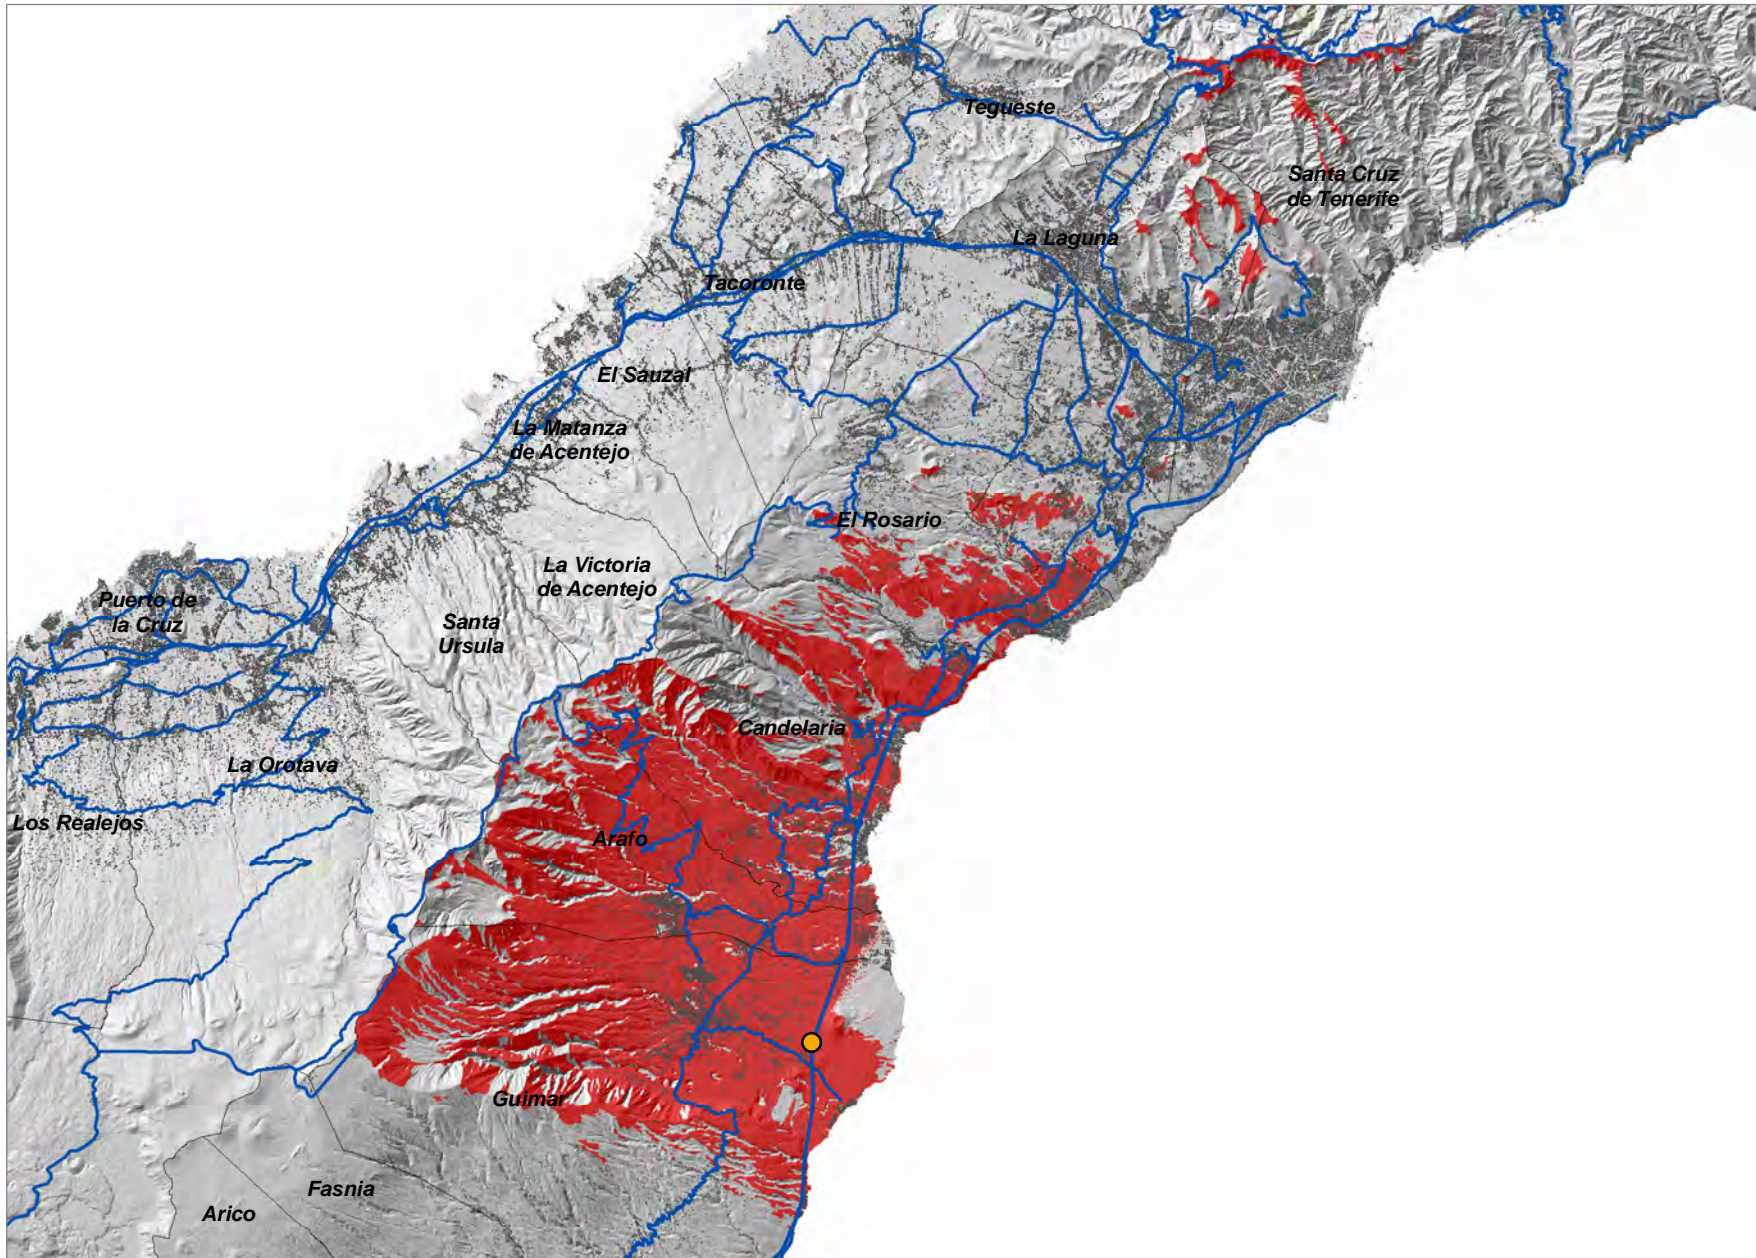 Tegueste
Santa Cruz
de Tenerife
La Laguna
Tacoronte
El Sauzal
La Matanza
de Acentejo
El Rosario
La Victoria
de Acentejo
Puerto de
la Cruz
Santa
Ursula
Candelaria
La Orotava
Los Realejos
Arafo
Guimar
Fasnia
Arico